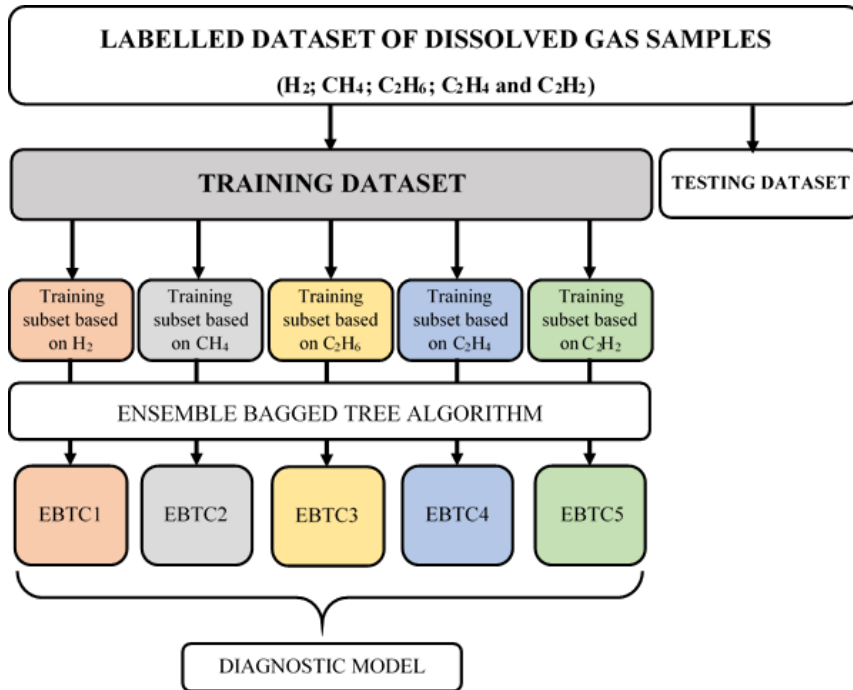 LABELLED DATASET OF DISSOLVED GAS SAMPLES
(H₂; CH₄; C₂H₆; C₂H₄ and C₂H₂)
TRAINING DATASET
TESTING DATASET
Training
subset based
on H₂
Training
subset based
on CH₄
Training
subset based
on C₂H₆
Training
subset based
on C₂H₄
Training
subset based
on C₂H₂
ENSEMBLE BAGGED TREE ALGORITHM
EBTC1
EBTC2
EBTC3
EBTC4
EBTC5
DIAGNOSTIC MODEL